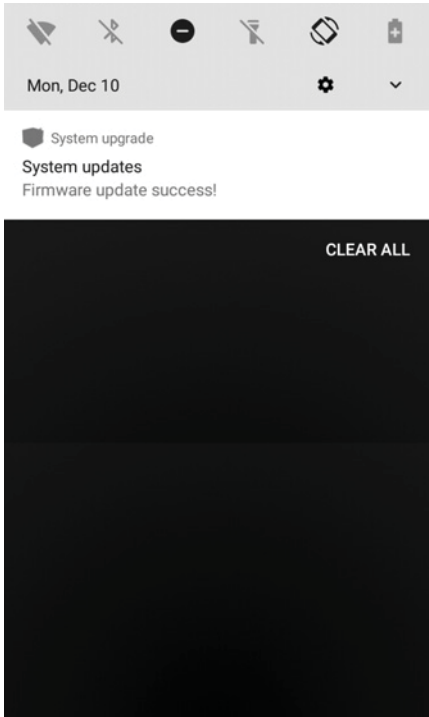 Mon, Dec 10
System upgrade
System updates
Firmware update success!
CLEAR ALL